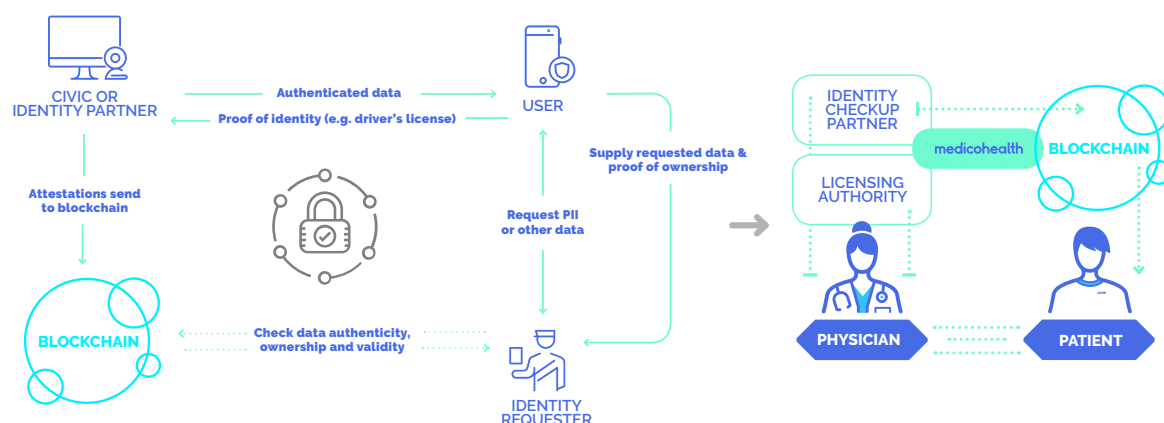 CIVIC OR
IDENTITY PARTNER
Authenticated data
Proof of identity (e.g. driver's license)
USER
Attestations send
to blockchain
Request PII
or other data
Supply requested data &
proof of ownership
BLOCKCHAIN
Check data authenticity,
ownership and validity
IDENTITY
REQUESTER
IDENTITY
CHECKUP
PARTNER
medicohealth
BLOCKCHAIN
LICENSING
AUTHORITY
PHYSICIAN
PATIENT